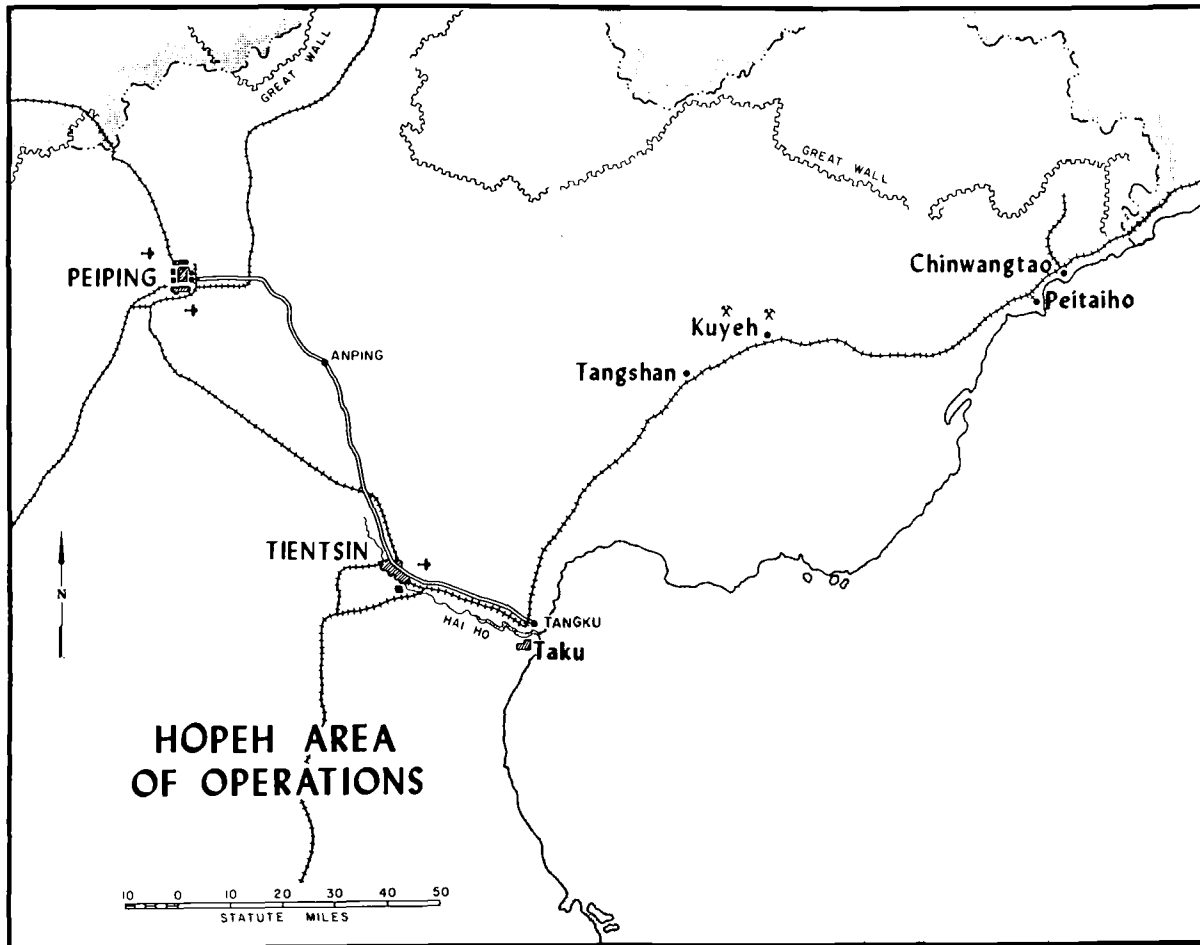 GREAT WALL
GREAT WALL
PEIPING
Chinwangtao
Peitaiho
Kuyeh
ANPING
Tangshan
TIENTSIN
N
HAI HO
TANGKU
Taku
HOPEH AREA
OF OPERATIONS
10 0 10 20 30 40 50
STATUTE MILES